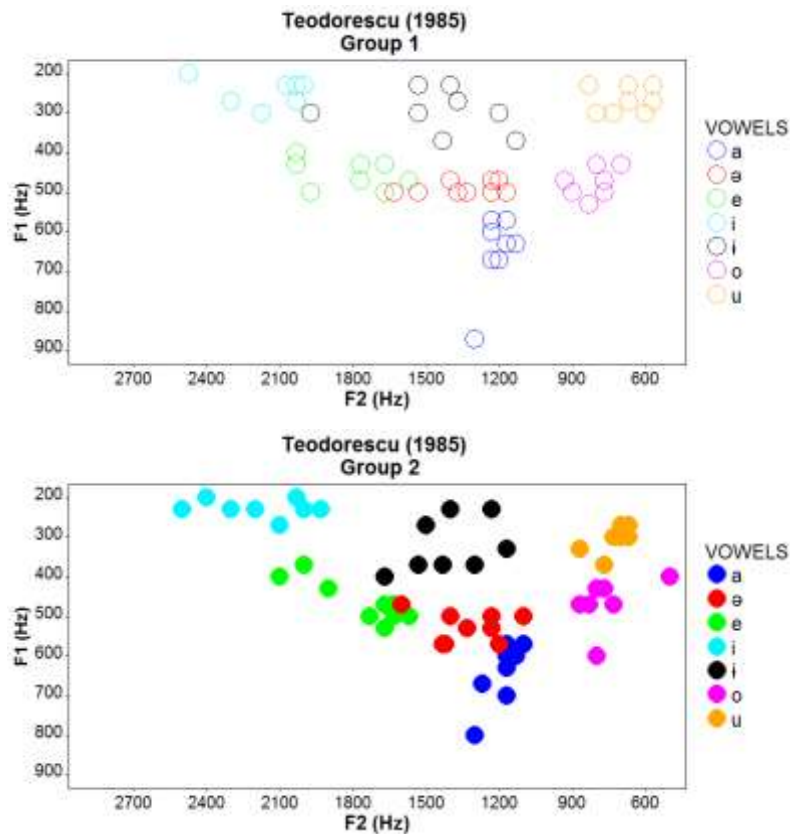 Teodorescu (1985)
Group 1
200
300
400
500
600
700
800
900
F1 (Hz)
2700 2400 2100 1800 1500 1200 900 600
F2 (Hz)
VOWELS
a
ə
e
i
ɨ
o
u
Teodorescu (1985)
Group 2
200
300
400
500
600
700
800
900
F1 (Hz)
2700 2400 2100 1800 1500 1200 900 600
F2 (Hz)
VOWELS
a
ə
e
i
ɨ
o
u